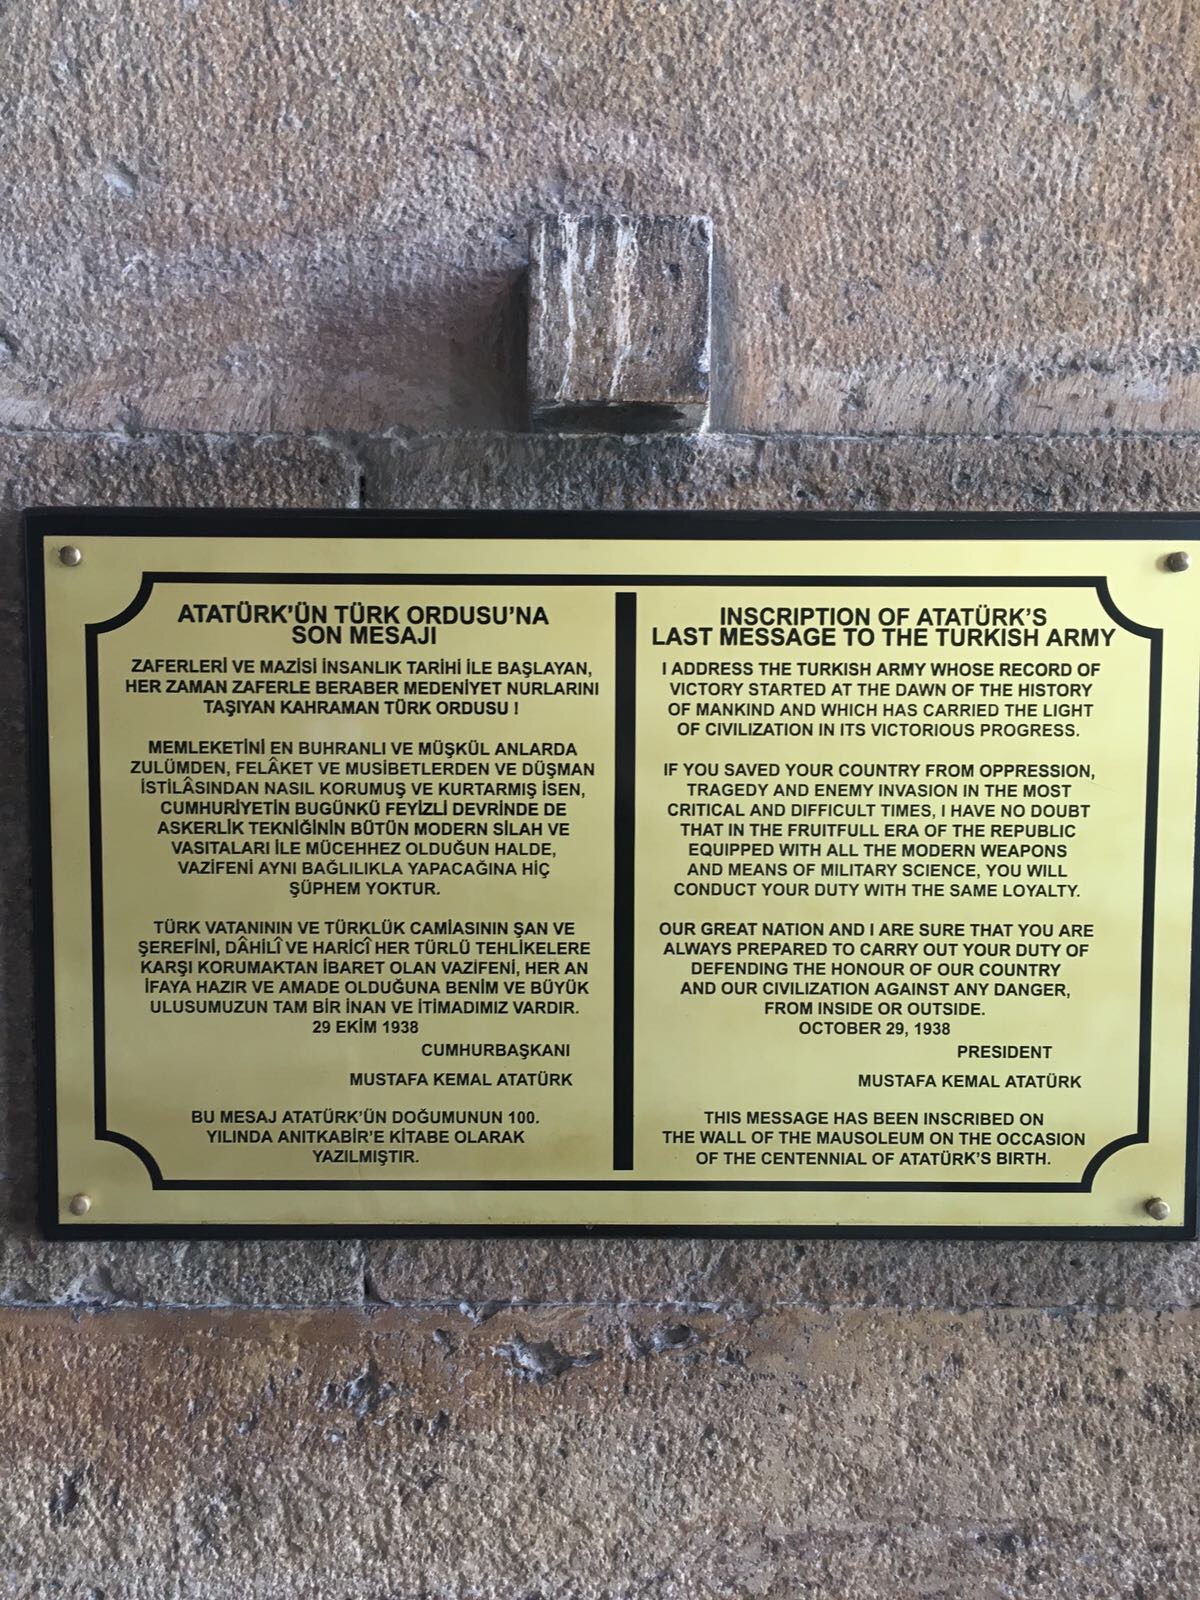 ATATÜRK'ÜN TÜRK ORDUSU'NA
SON MESAJI
ZAFERLERİ VE MAZİSİ İNSANLIK TARİHİ İLE BAŞLAYAN,
HER ZAMAN ZAFERLE BERABER MEDENİYET NURLARINI
TAŞIYAN KAHRAMAN TÜRK ORDUSU !
MEMLEKETİNİ EN BUHRANLI VE MÜŞKÜL ANLARDA
ZULÜMDEN, FELÂKET VE MUSİBETLERDEN VE DÜŞMAN
İSTİLÂSINDAN NASIL KORUMUŞ VE KURTARMIŞ İSEN,
CUMHURİYETİN BUGÜNKÜ FEYİZLİ DEVRİNDE DE
ASKERLİK TEKNİĞİNİN BÜTÜN MODERN SİLAH VE
VASITALARI İLE MÜCEHHEZ OLDUĞUN HALDE,
VAZİFENİ AYNI BAĞLILIKLA YAPACAĞINA HİÇ
ŞÜPHEM YOKTUR.
TÜRK VATANININ VE TÜRKLÜK CAMİASININ ŞAN VE
ŞEREFİNİ, DÂHİLÎ VE HARİCÎ HER TÜRLÜ TEHLİKELERE
KARŞI KORUMAKTAN İBARET OLAN VAZİFENİ, HER AN
İFAYA HAZIR VE AMADE OLDUĞUNA BENİM VE BÜYÜK
ULUSUMUZUN TAM BİR İNAN VE İTİMADIMIZ VARDIR.
29 EKİM 1938
CUMHURBAŞKANI
MUSTAFA KEMAL ATATÜRK
BU MESAJ ATATÜRK'ÜN DOĞUMUNUN 100.
YILINDA ANITKABİR'E KİTABE OLARAK
YAZILMIŞTIR.
INSCRIPTION OF ATATÜRK'S
LAST MESSAGE TO THE TURKISH ARMY
I ADDRESS THE TURKISH ARMY WHOSE RECORD OF
VICTORY STARTED AT THE DAWN OF THE HISTORY
OF MANKIND AND WHICH HAS CARRIED THE LIGHT
OF CIVILIZATION IN ITS VICTORIOUS PROGRESS.
IF YOU SAVED YOUR COUNTRY FROM OPPRESSION,
TRAGEDY AND ENEMY INVASION IN THE MOST
CRITICAL AND DIFFICULT TIMES, I HAVE NO DOUBT
THAT IN THE FRUITFULL ERA OF THE REPUBLIC
EQUIPPED WITH ALL THE MODERN WEAPONS
AND MEANS OF MILITARY SCIENCE, YOU WILL
CONDUCT YOUR DUTY WITH THE SAME LOYALTY.
OUR GREAT NATION AND I ARE SURE THAT YOU ARE
ALWAYS PREPARED TO CARRY OUT YOUR DUTY OF
DEFENDING THE HONOUR OF OUR COUNTRY
AND OUR CIVILIZATION AGAINST ANY DANGER,
FROM INSIDE OR OUTSIDE.
OCTOBER 29, 1938
PRESIDENT
MUSTAFA KEMAL ATATÜRK
THIS MESSAGE HAS BEEN INSCRIBED ON
THE WALL OF THE MAUSOLEUM ON THE OCCASION
OF THE CENTENNIAL OF ATATÜRK'S BIRTH.